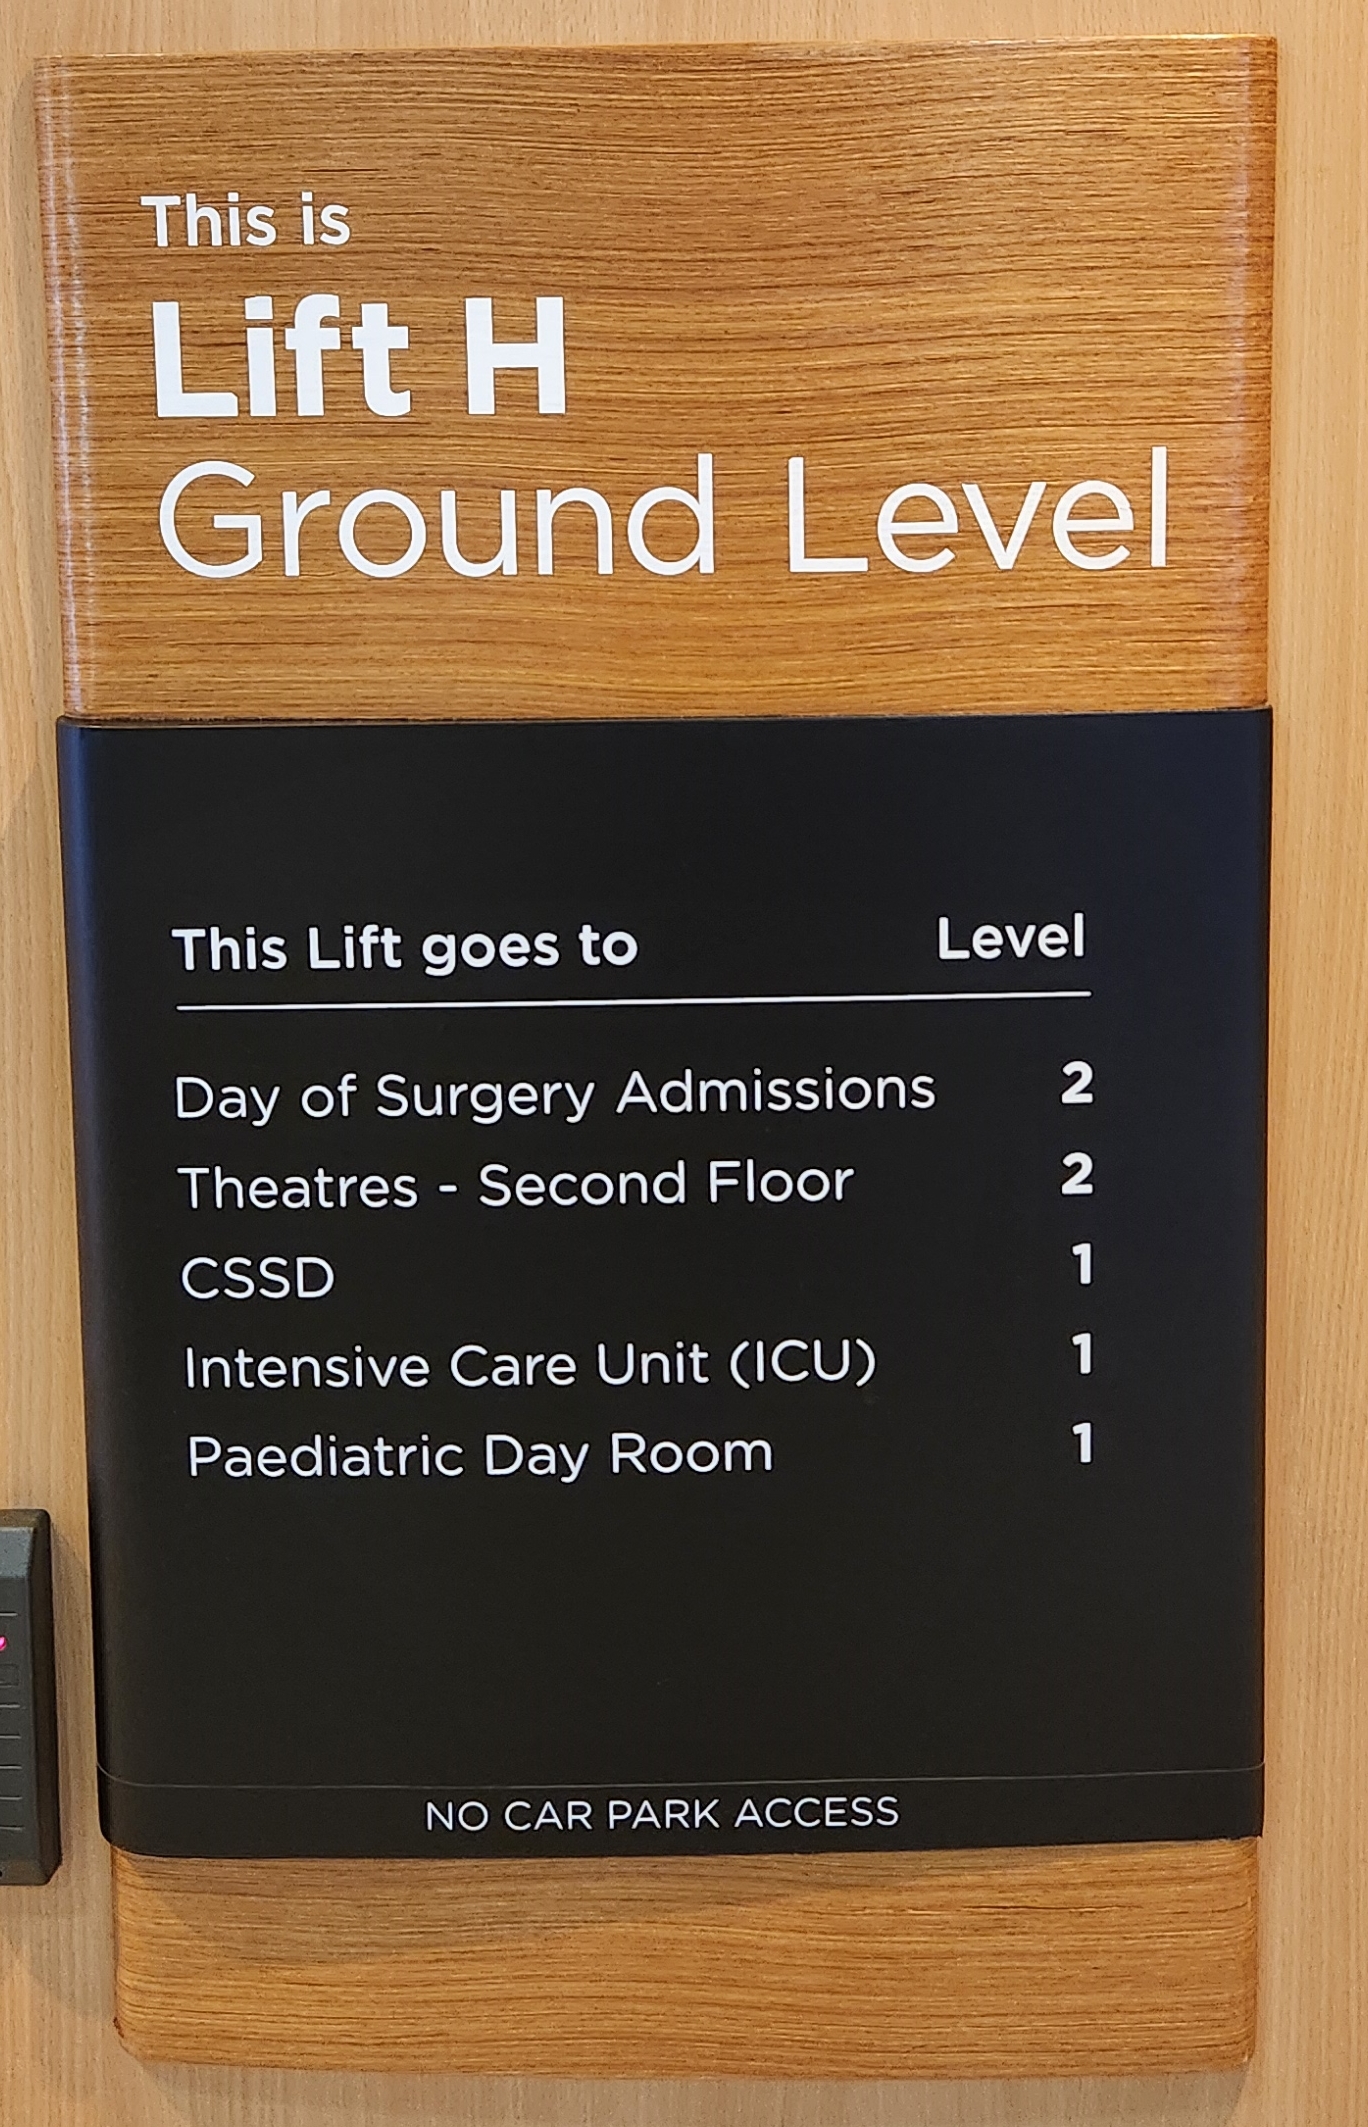 This is
Lift H
Ground Level
This Lift goes to Level
Day of Surgery Admissions 2
Theatres - Second Floor 2
CSSD 1
Intensive Care Unit (ICU) 1
Paediatric Day Room 1
NO CAR PARK ACCESS